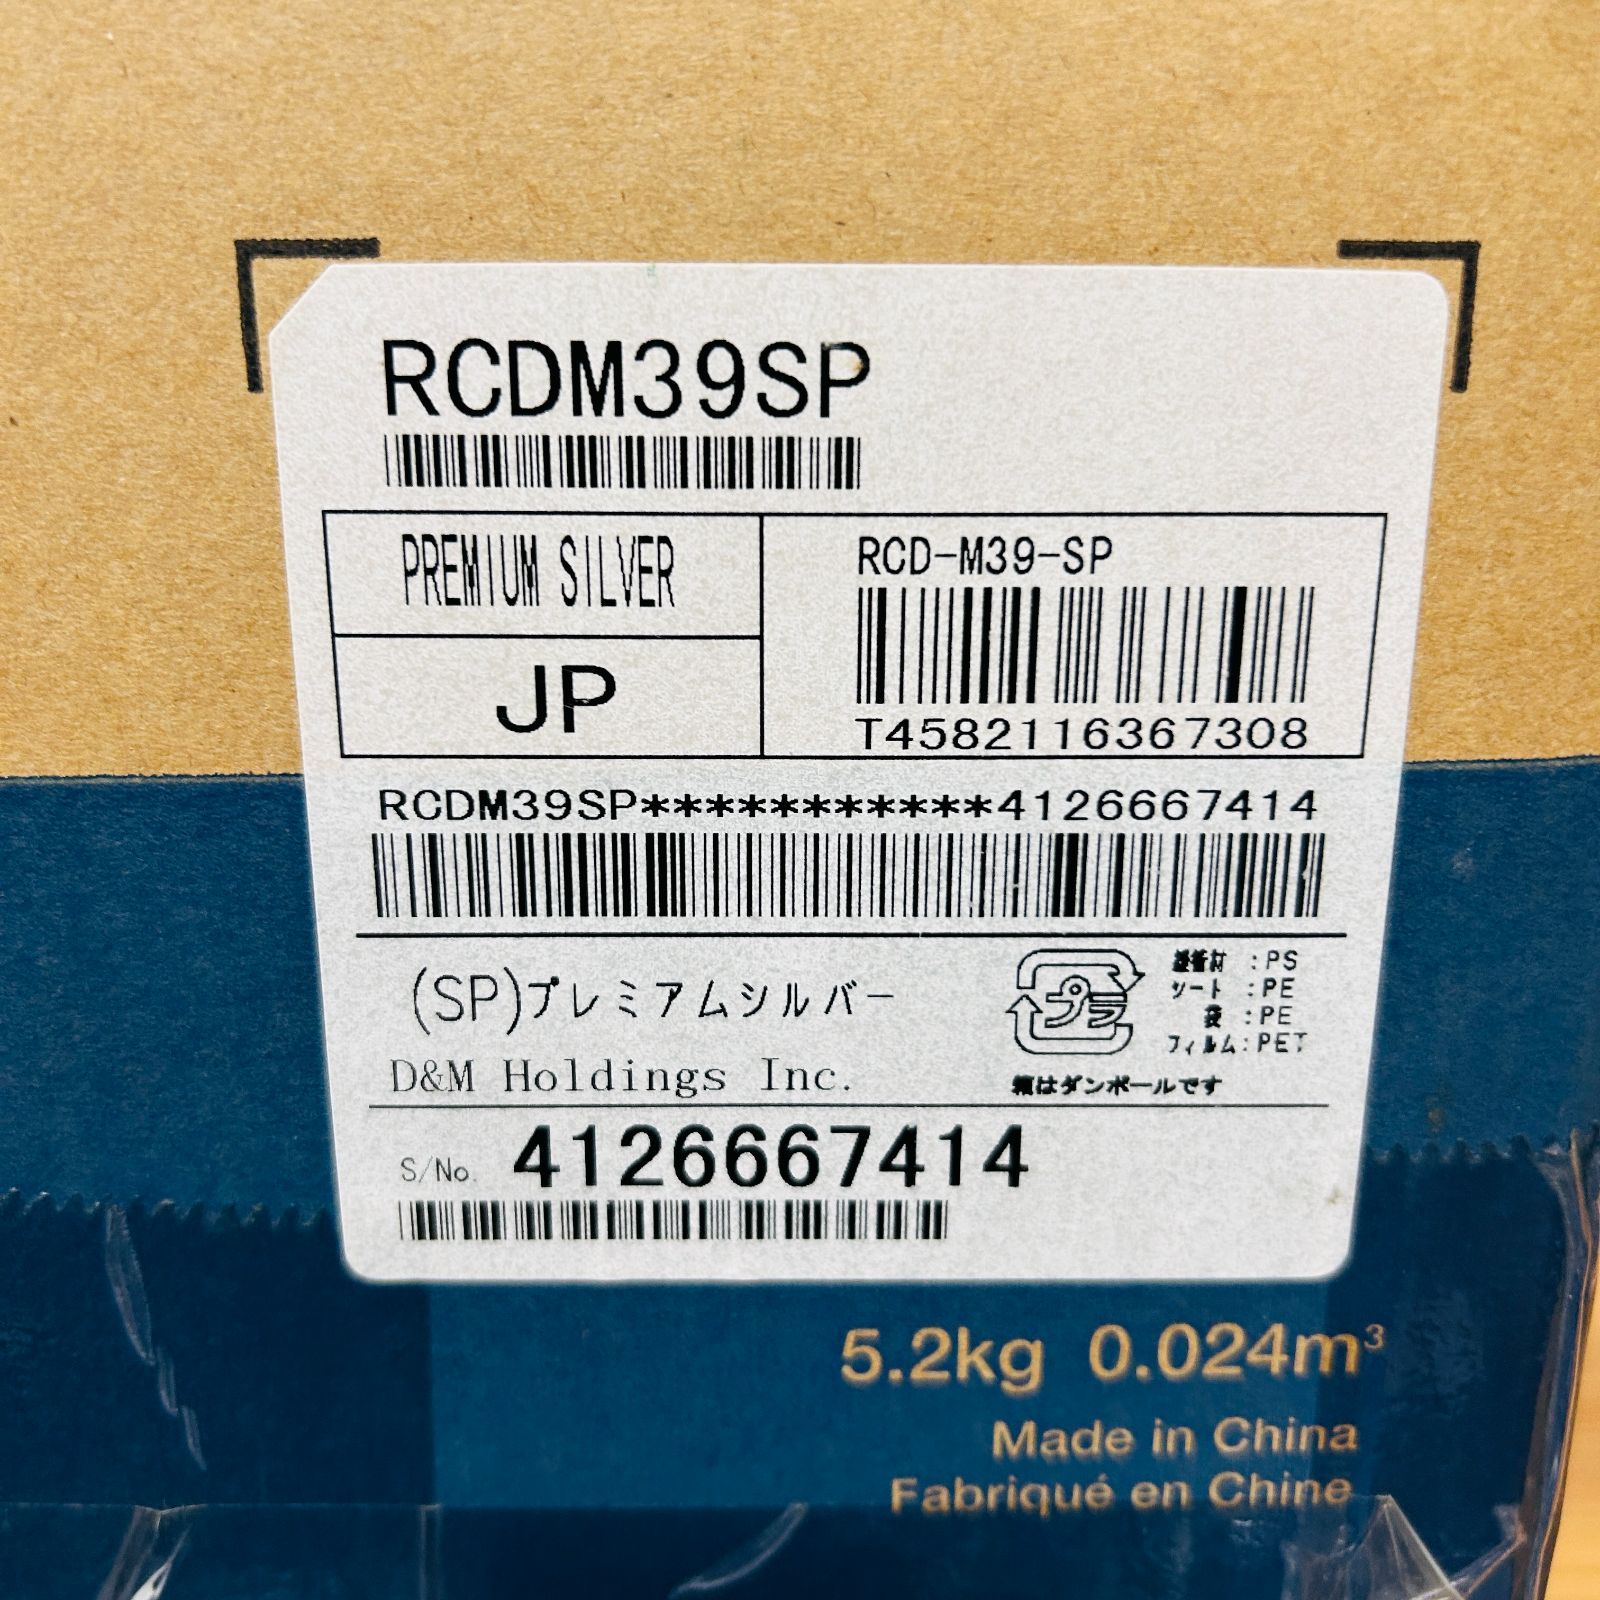 RCDM39SP
PREMIUM SILVER
JP
RCD-M39-SP
T4582116367308
RCDM39SP***********4126667414
(SP)プレミアムシルバー
D&M Holdings Inc.
プラ
緩衝材 :PS
シート :PE
袋 :PE
フィルム:PET
箱はダンボールです
S/No. 4126667414
5.2kg 0.024m³
Made in China
Fabriqué en Chine